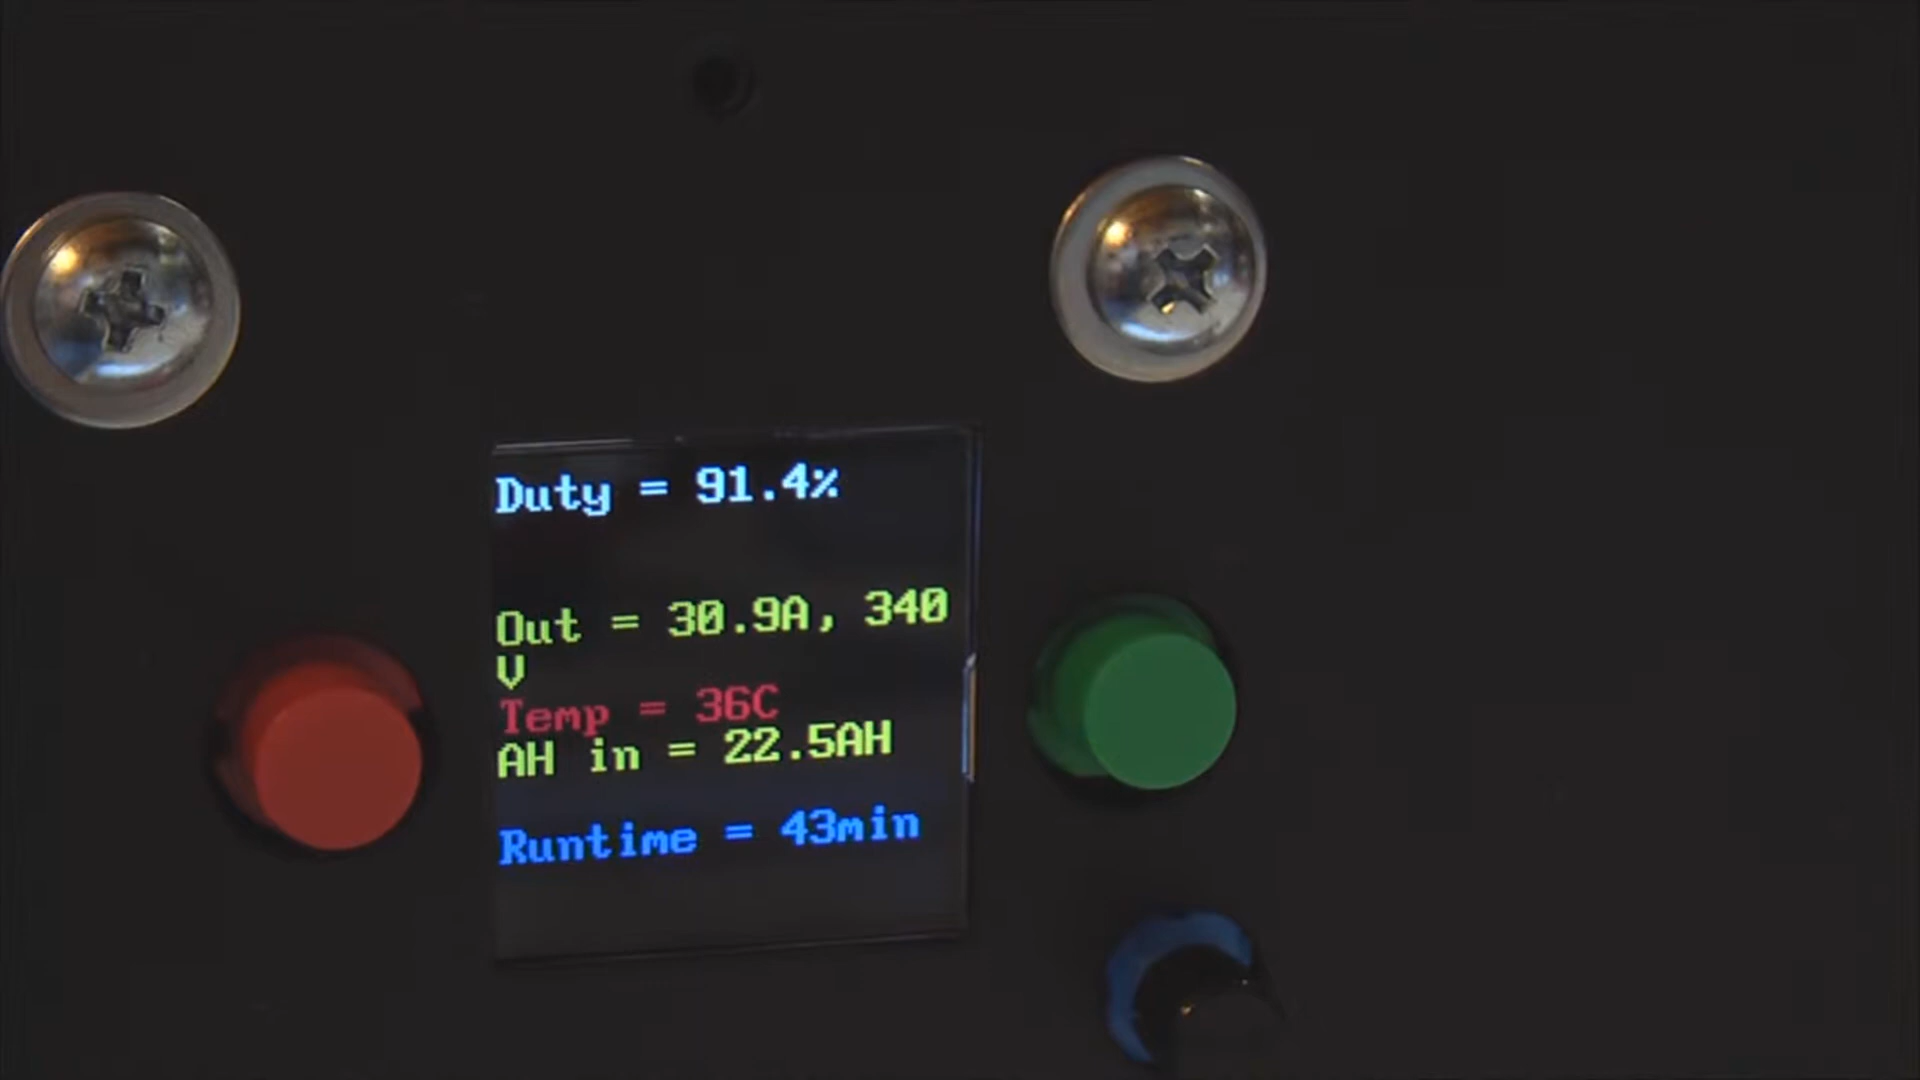 Duty = 91.4%
Out = 30.9A, 340
V
Temp = 36C
AH in = 22.5AH
Runtime = 43min